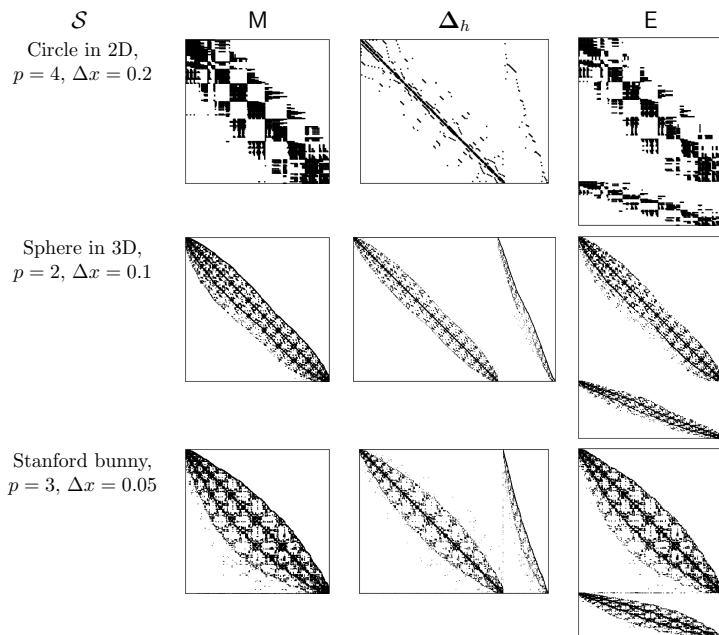 𝒮 M Δₕ E
Circle in 2D,
p = 4, Δx = 0.2
Sphere in 3D,
p = 2, Δx = 0.1
Stanford bunny,
p = 3, Δx = 0.05